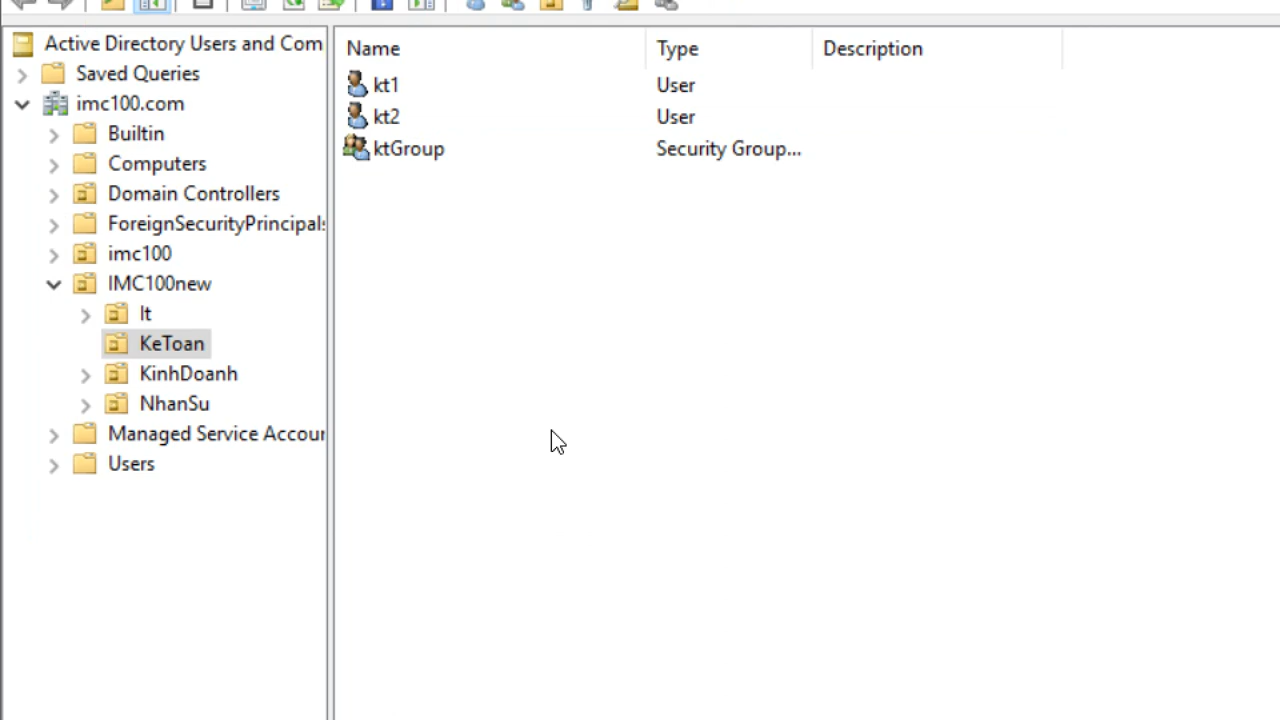 Active Directory Users and Com
Saved Queries
imc100.com
Builtin
Computers
Domain Controllers
ForeignSecurityPrincipals
imc100
IMC100new
It
KeToan
KinhDoanh
NhanSu
Managed Service Accour
Users
Name Type Description
kt1 User
kt2 User
ktGroup Security Group...